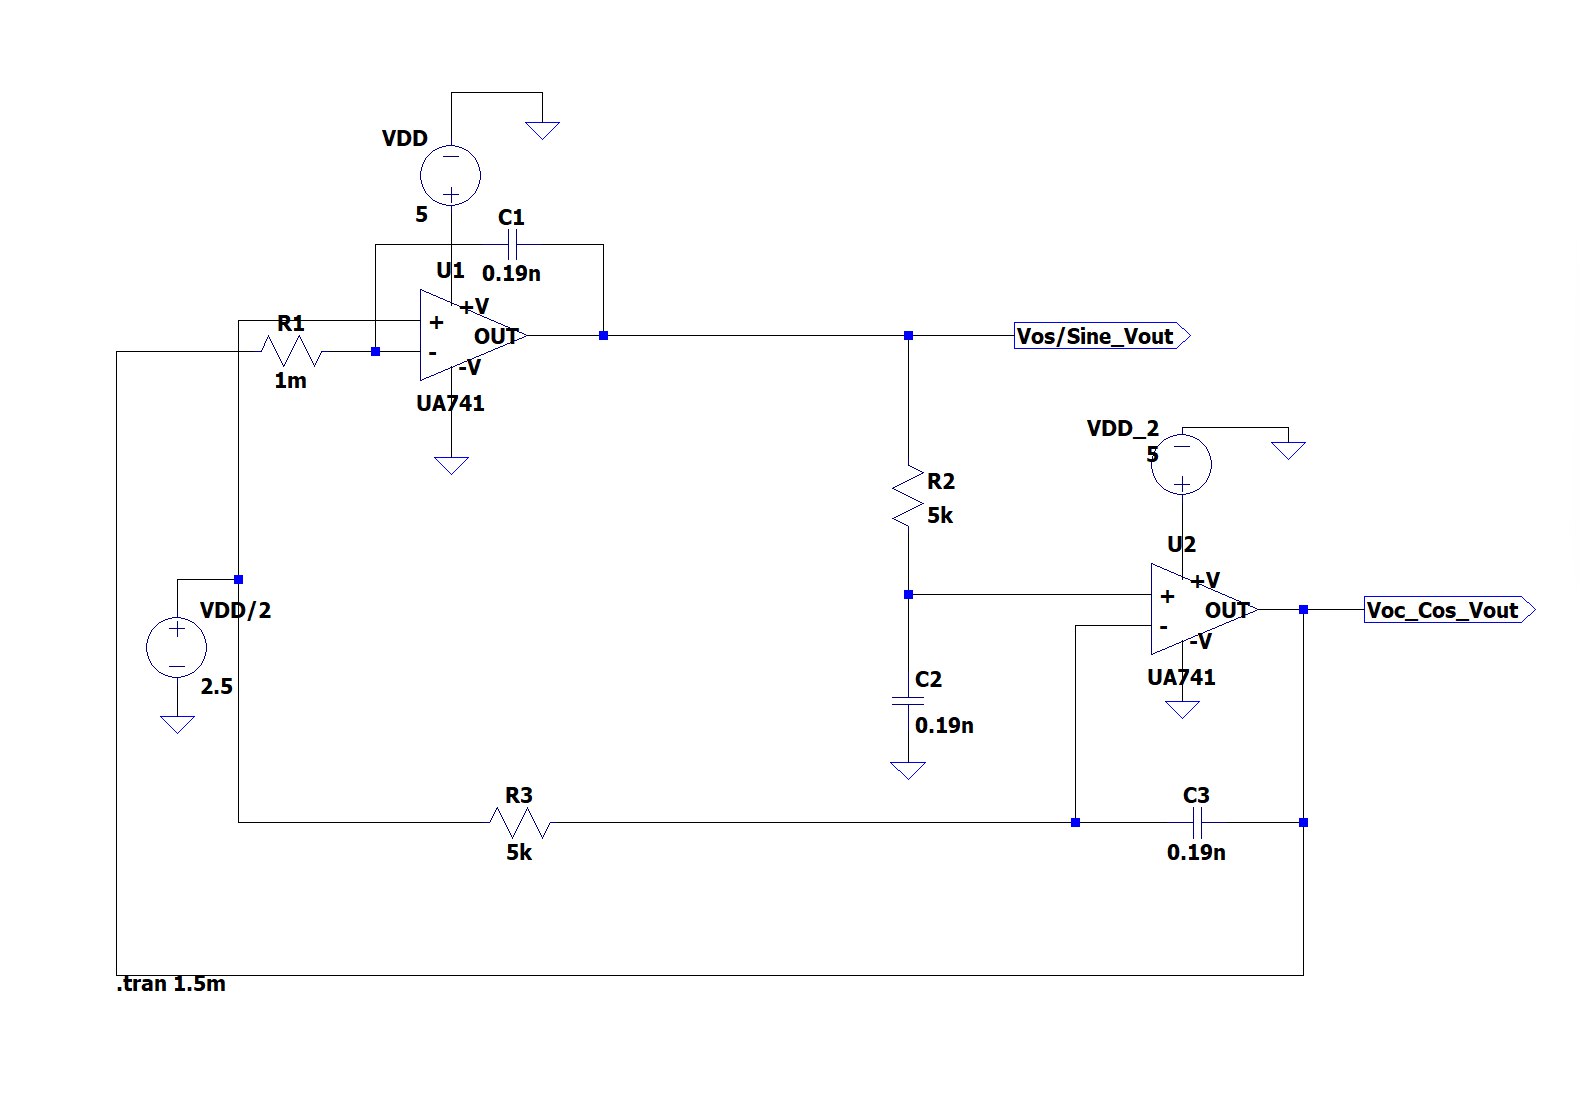 VDD
5
C1
0.19n
U1
+V
+
-
OUT
-V
UA741
R1
1m
Vos/Sine_Vout
VDD_2
5
R2
5k
U2
+V
+
-
OUT
-V
UA741
Voc_Cos_Vout
VDD/2
2.5
C2
0.19n
R3
5k
C3
0.19n
.tran 1.5m